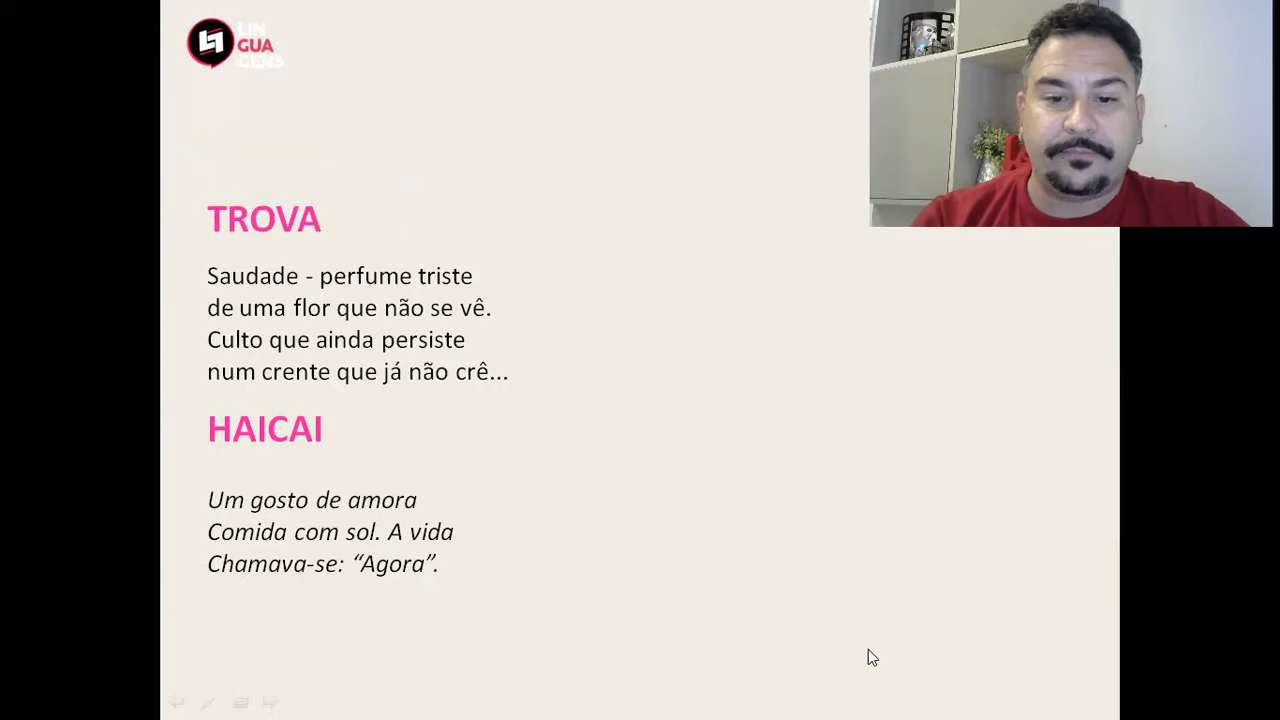 LIN
GUA
GENS
TROVA
Saudade - perfume triste
de uma flor que não se vê.
Culto que ainda persiste
num crente que já não crê...
HAICAI
Um gosto de amora
Comida com sol. A vida
Chamava-se: “Agora”.